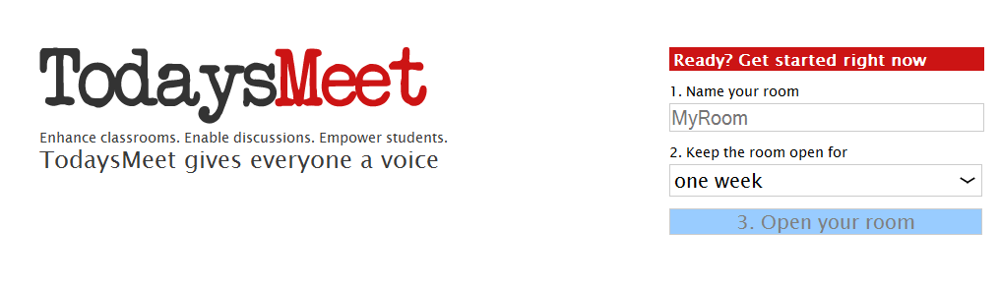 TodaysMeet
Enhance classrooms. Enable discussions. Empower students.
TodaysMeet gives everyone a voice
Ready? Get started right now
1. Name your room
MyRoom
2. Keep the room open for
one week
3. Open your room